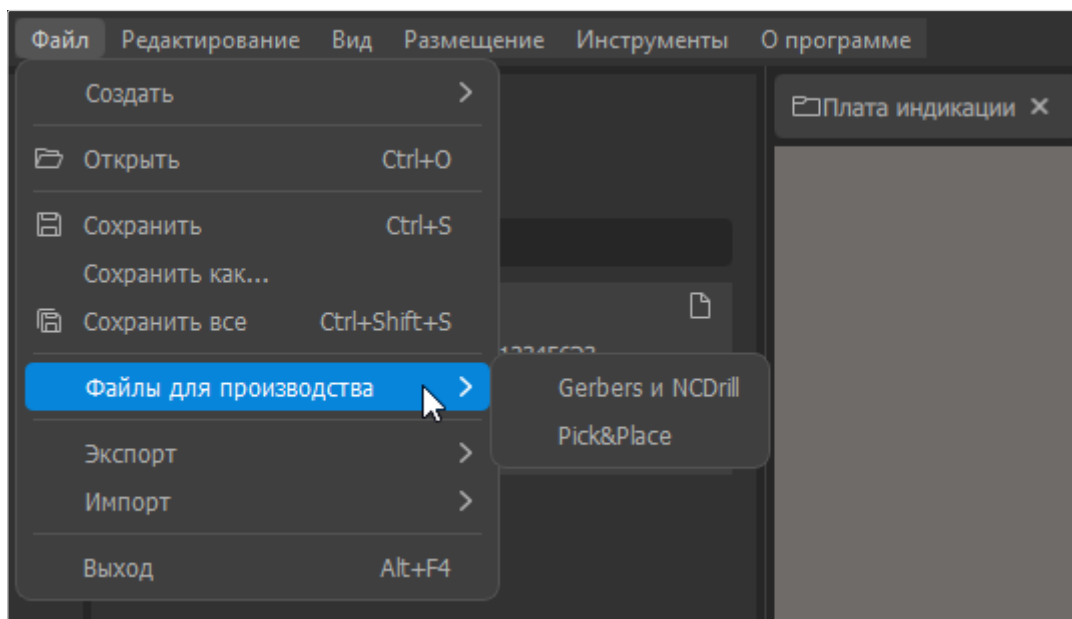 Файл Редактирование Вид Размещение Инструменты О программе
Создать
Плата индикации
Открыть Ctrl+O
Сохранить Ctrl+S
Сохранить как...
Сохранить все Ctrl+Shift+S
Файлы для производства
Gerbers и NCDrill
Pick&Place
Экспорт
Импорт
Выход Alt+F4